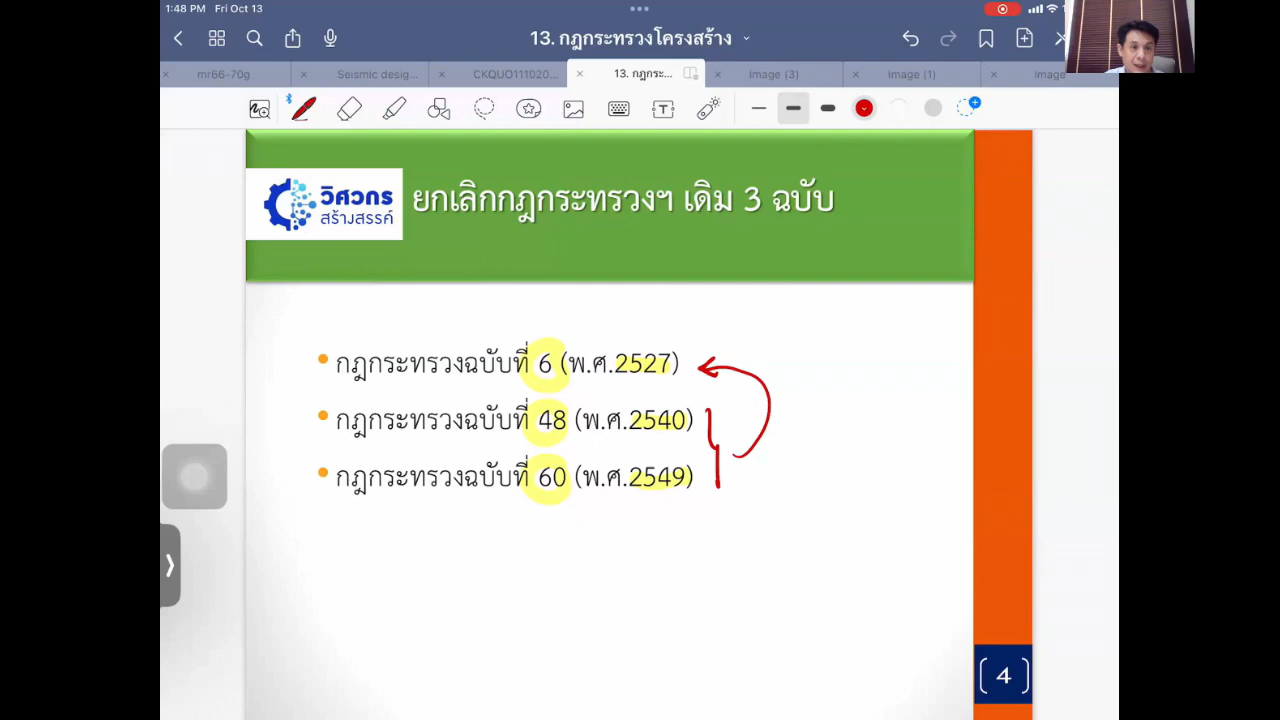 1:48 PM Fri Oct 13
13. กฎกระทรวงโครงสร้าง
mr66-70g
Seismic desig...
CKQUO111020...
13. กฎกระ...
Image (3)
Image (1)
Image
วิศวกร
สร้างสรรค์
ยกเลิกกฎกระทรวงฯ เดิม 3 ฉบับ
• กฎกระทรวงฉบับที่ 6 (พ.ศ.2527)
• กฎกระทรวงฉบับที่ 48 (พ.ศ.2540)
• กฎกระทรวงฉบับที่ 60 (พ.ศ.2549)
4